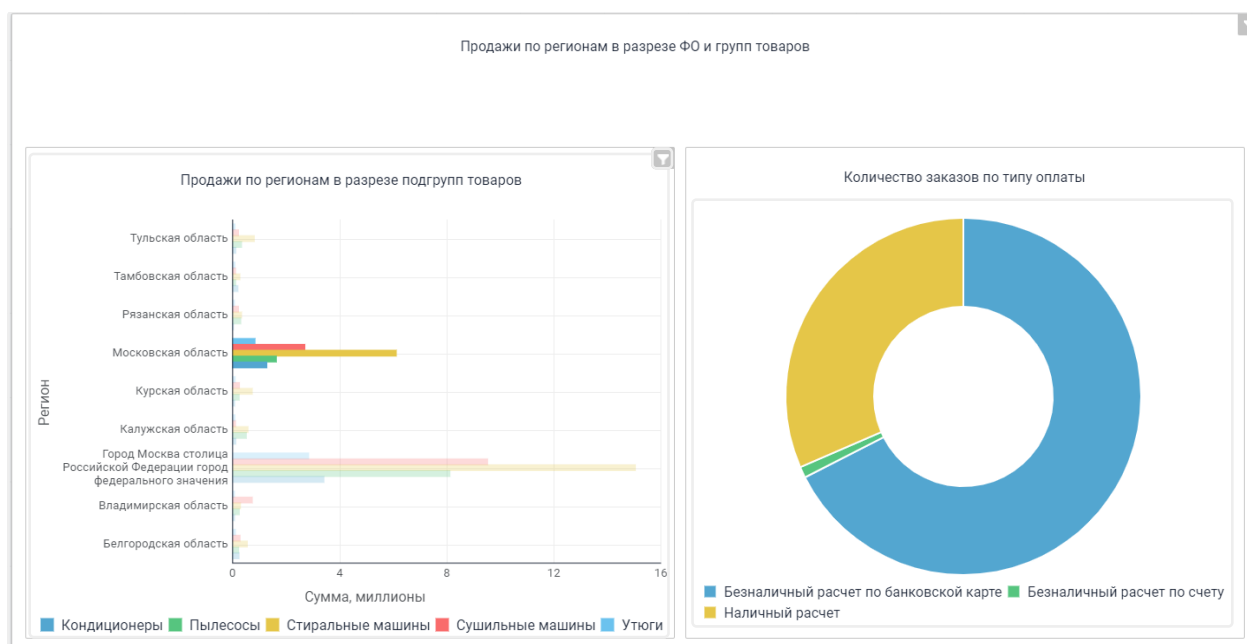 Продажи по регионам в разрезе ФО и групп товаров
Продажи по регионам в разрезе подгрупп товаров
Регион
Тульская область
Тамбовская область
Рязанская область
Московская область
Курская область
Калужская область
Город Москва столица
Российской Федерации город
федерального значения
Владимирская область
Белгородская область
0 4 8 12 16
Сумма, миллионы
Кондиционеры Пылесосы Стиральные машины Сушильные машины Утюги
Количество заказов по типу оплаты
Безналичный расчет по банковской карте Безналичный расчет по счету
Наличный расчет